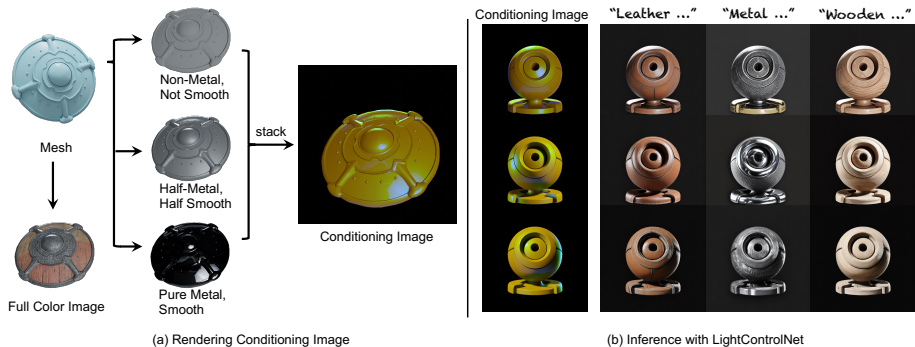 Mesh
Full Color Image
Non-Metal,
Not Smooth
Half-Metal,
Half Smooth
Pure Metal,
Smooth
stack
Conditioning Image
(a) Rendering Conditioning Image
Conditioning Image
“Leather ...”
“Metal ...”
“Wooden ...”
(b) Inference with LightControlNet